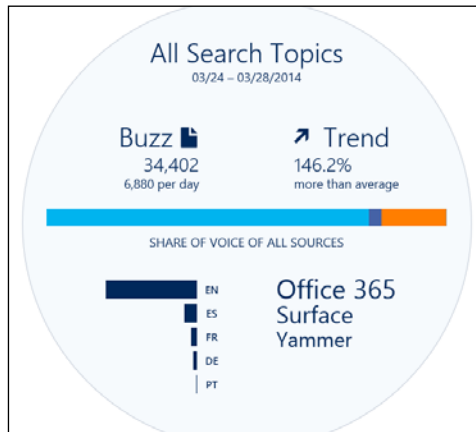 All Search Topics
03/24 – 03/28/2014
Buzz
34,402
6,880 per day
Trend
146.2%
more than average
SHARE OF VOICE OF ALL SOURCES
EN
ES
FR
DE
PT
Office 365
Surface
Yammer